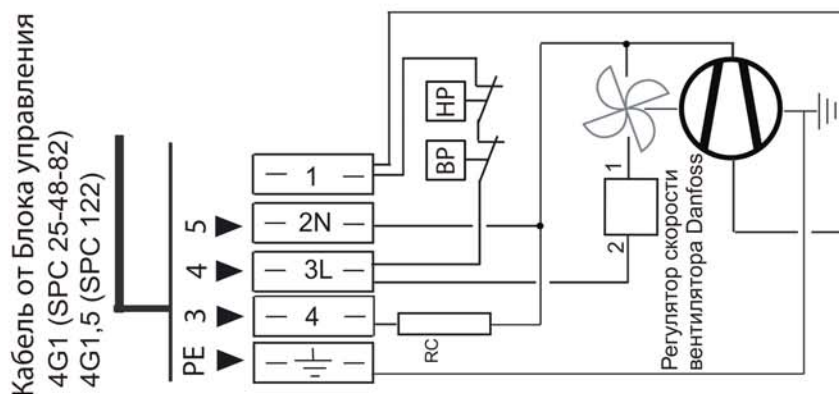 Кабель от Блока управления
4G1 (SPC 25-48-82)
4G1,5 (SPC 122)
5
4
3
PE
1
2N
3L
4
HP
BP
RC
1
2
Регулятор скорости
вентилятора Danfoss